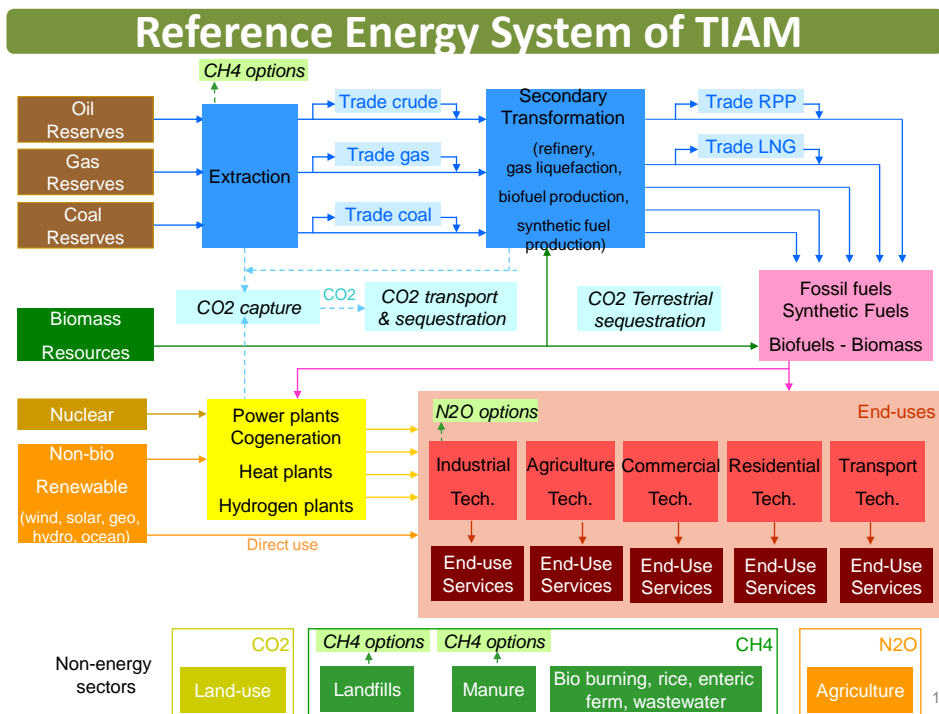 Reference Energy System of TIAM
CH4 options
Oil
Reserves
Gas
Reserves
Coal
Reserves
Extraction
Trade crude
Trade gas
Trade coal
Secondary
Transformation
(refinery,
gas liquefaction,
biofuel production,
synthetic fuel
production)
Trade RPP
Trade LNG
CO2 capture
CO2
CO2 transport
& sequestration
CO2 Terrestrial
sequestration
Fossil fuels
Synthetic Fuels
Biofuels - Biomass
Biomass
Resources
Nuclear
Non-bio
Renewable
(wind, solar, geo,
hydro, ocean)
Direct use
Power plants
Cogeneration
Heat plants
Hydrogen plants
N2O options
End-uses
Industrial
Tech.
Agriculture
Tech.
Commercial
Tech.
Residential
Tech.
Transport
Tech.
End-use
Services
End-Use
Services
End-Use
Services
End-Use
Services
End-Use
Services
Non-energy
sectors
CO2
Land-use
CH4 options
CH4 options
CH4
Landfills
Manure
Bio burning, rice, enteric
ferm, wastewater
N2O
Agriculture
1